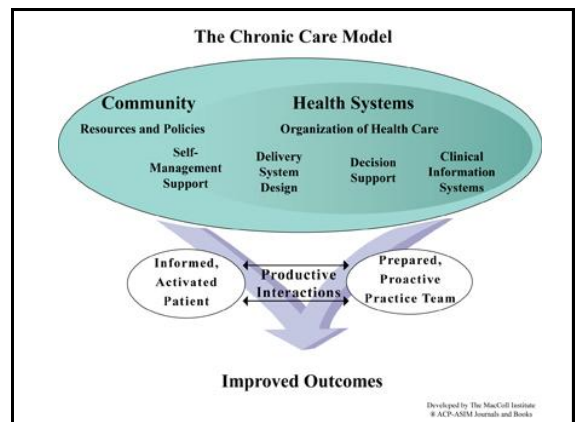 The Chronic Care Model
Community
Health Systems
Resources and Policies
Organization of Health Care
Self-
Management
Support
Delivery
System
Design
Decision
Support
Clinical
Information
Systems
Informed,
Activated
Patient
Productive
Interactions
Prepared,
Proactive
Practice Team
Improved Outcomes
Developed by The MacColl Institute
® ACP-ASIM Journals and Books